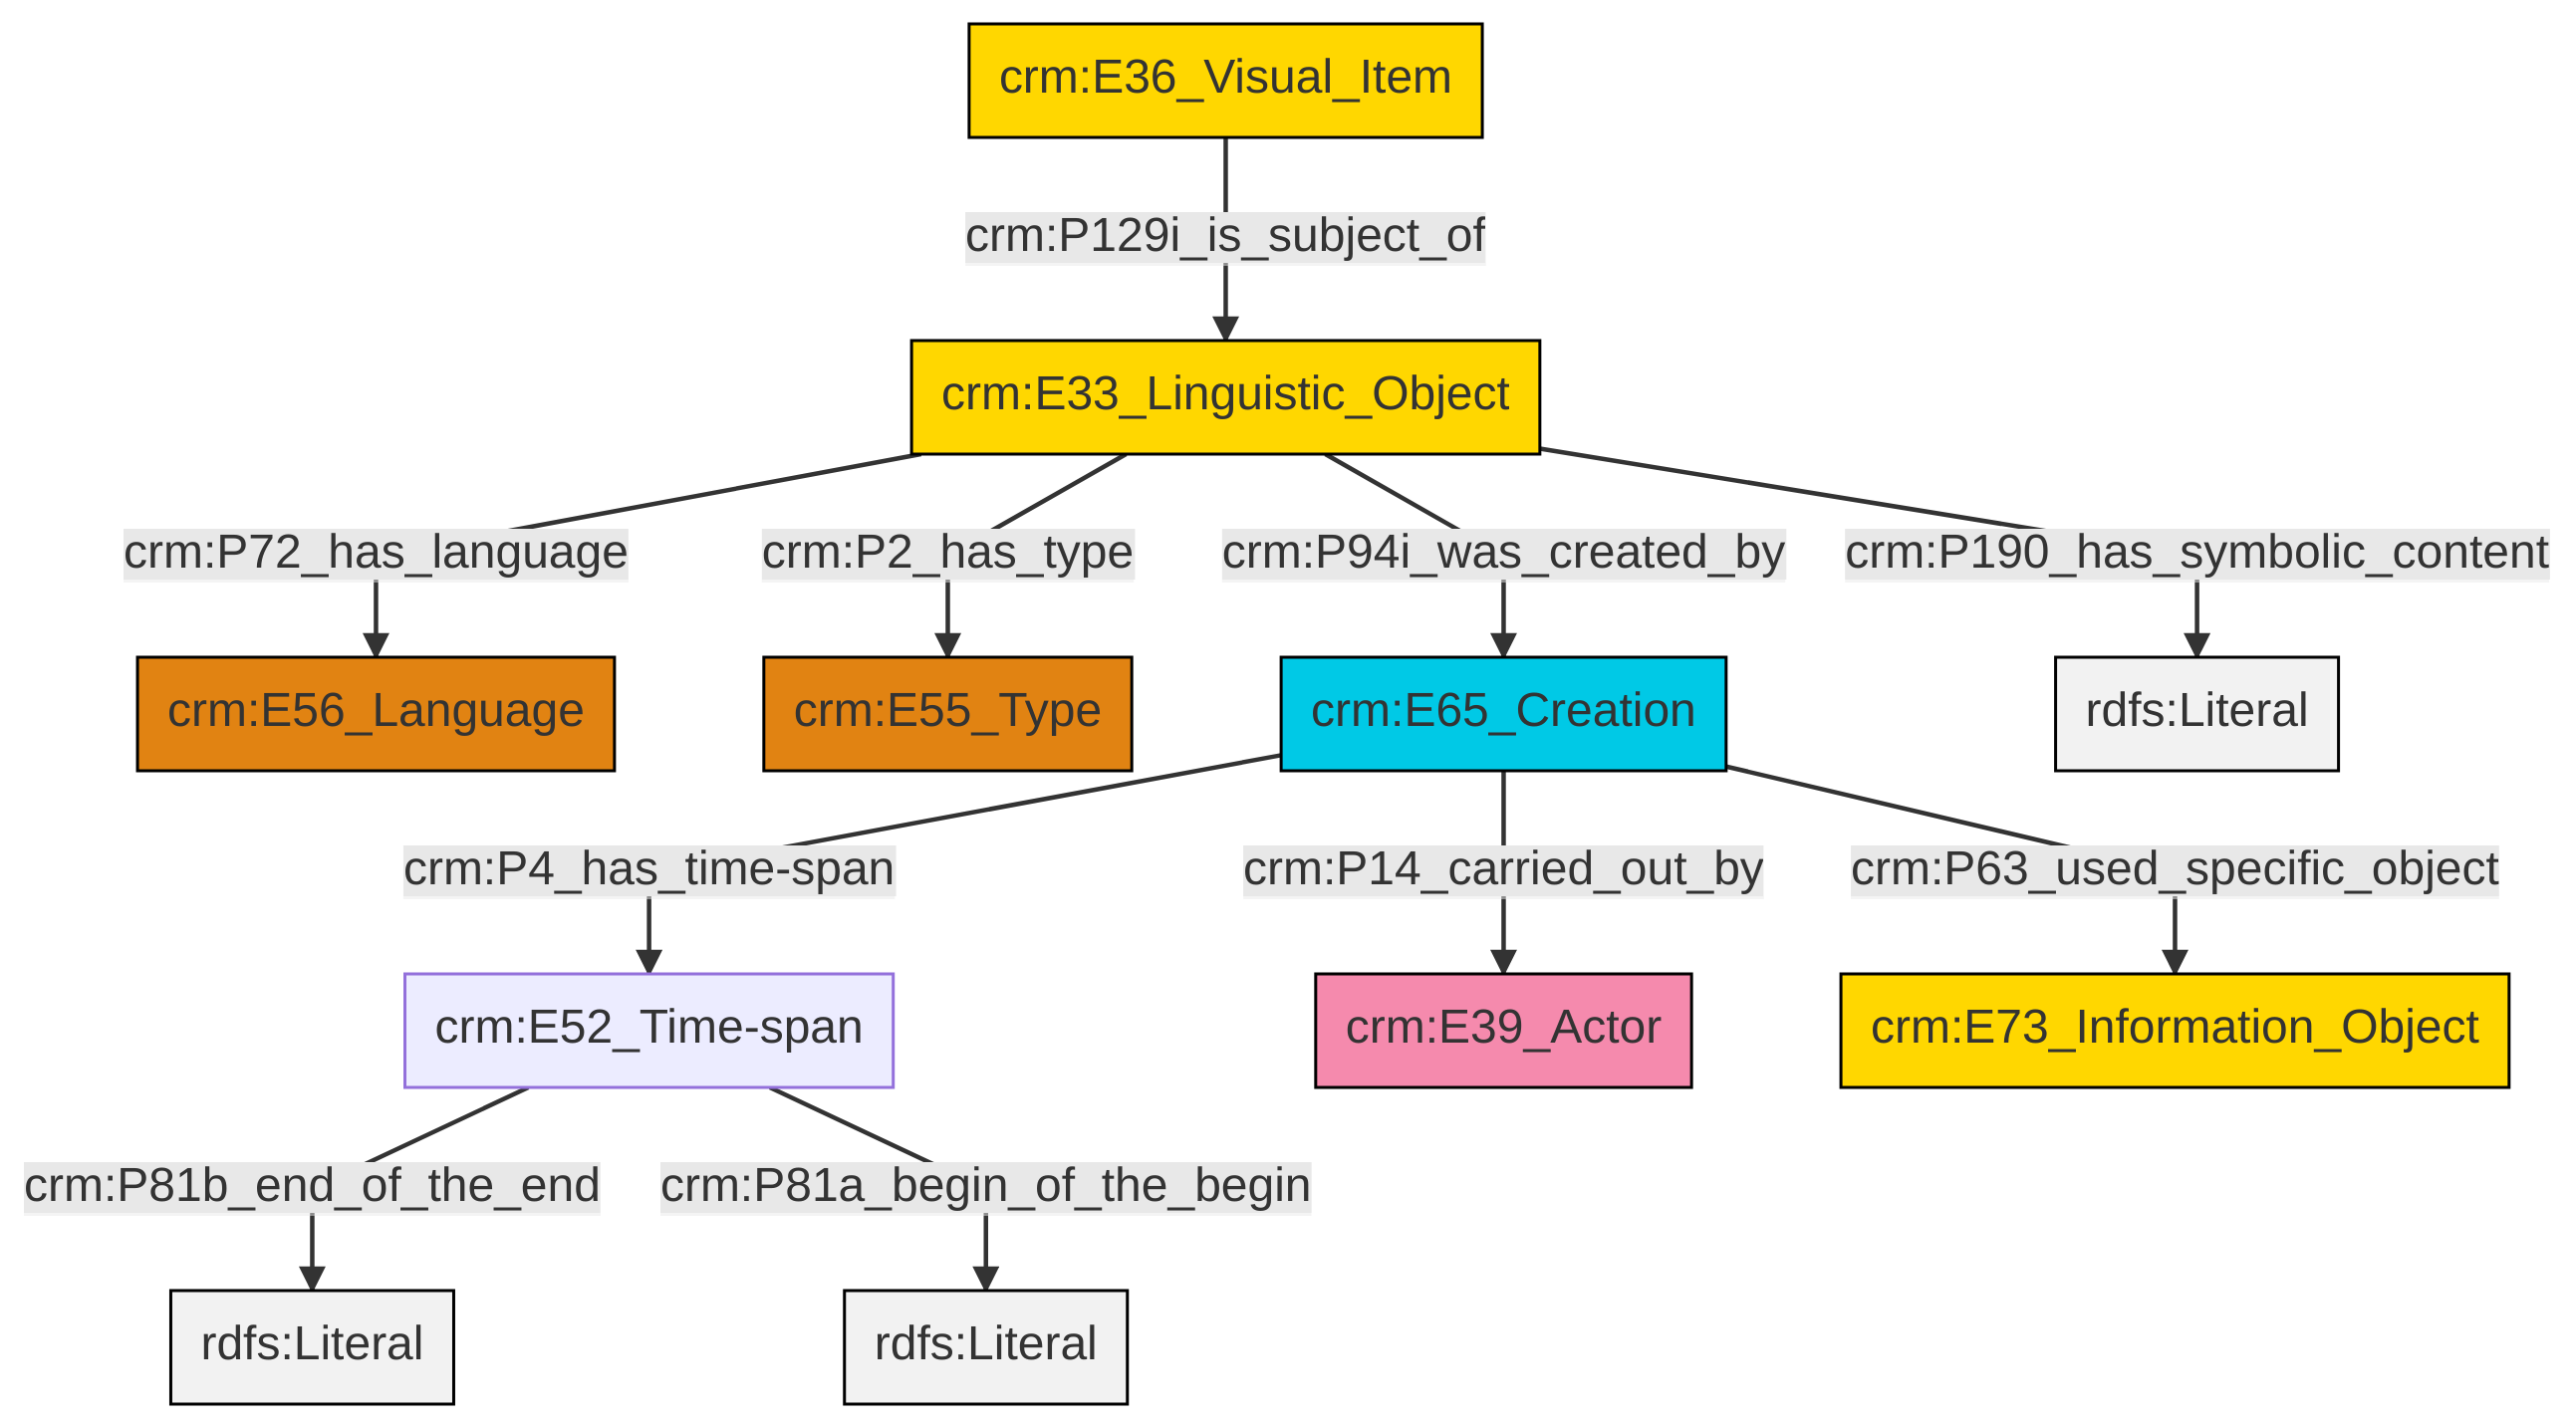 crm:E36_Visual_Item
crm:P129i_is_subject_of
crm:E33_Linguistic_Object
crm:P72_has_language
crm:P2_has_type
crm:P94i_was_created_by
crm:P190_has_symbolic_content
crm:E56_Language
crm:E55_Type
crm:E65_Creation
rdfs:Literal
crm:P4_has_time-span
crm:P14_carried_out_by
crm:P63_used_specific_object
crm:E52_Time-span
crm:E39_Actor
crm:E73_Information_Object
crm:P81b_end_of_the_end
crm:P81a_begin_of_the_begin
rdfs:Literal
rdfs:Literal